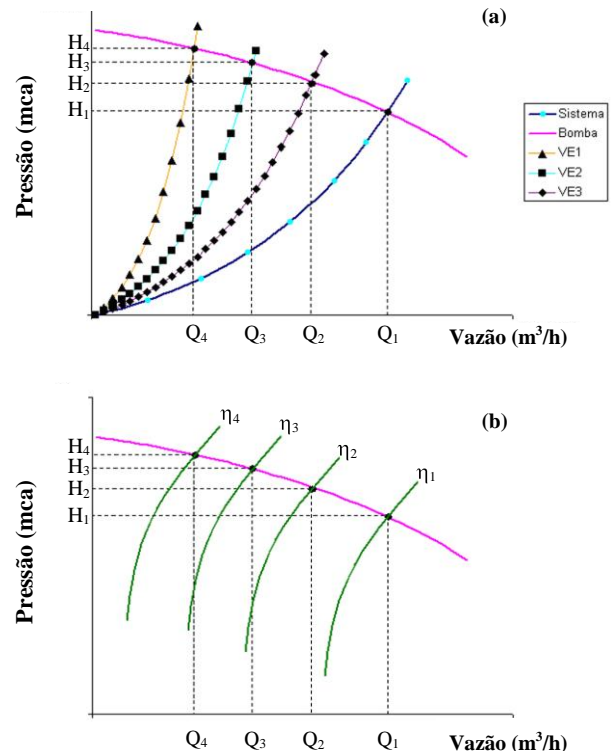 (a)
H₄
H₃
H₂
H₁
Pressão (mca)
Sistema
Bomba
VE1
VE2
VE3
Q₄ Q₃ Q₂ Q₁ Vazão (m³/h)
(b)
η₄ η₃ η₂ η₁
H₄
H₃
H₂
H₁
Pressão (mca)
Q₄ Q₃ Q₂ Q₁ Vazão (m³/h)